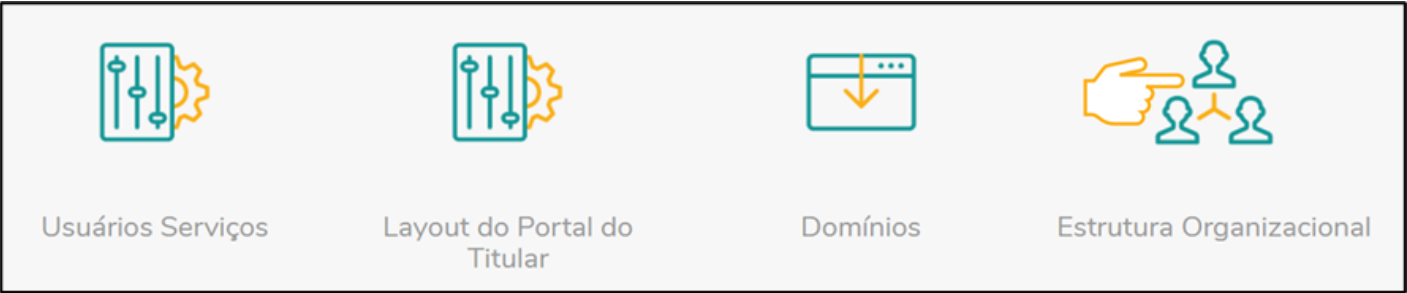 Usuários Serviços
Layout do Portal do
Titular
Domínios
Estrutura Organizacional